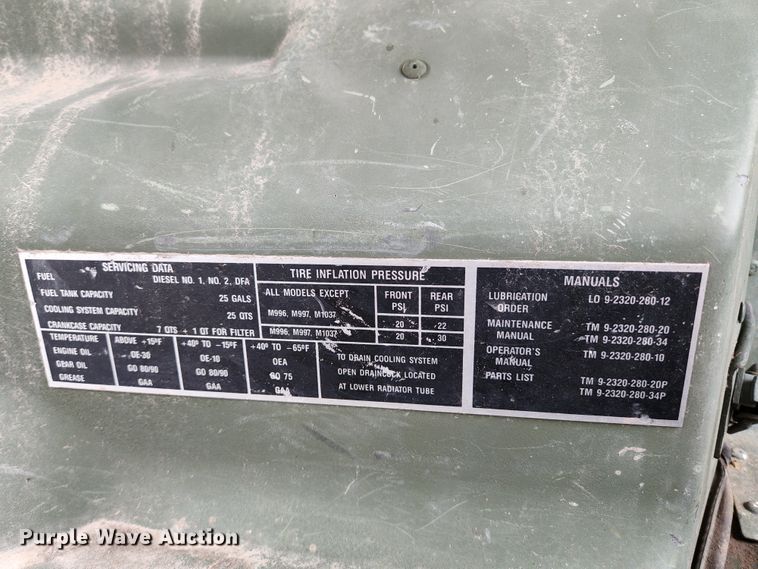 SERVICING DATA
FUEL DIESEL NO. 1, NO. 2, DFA
FUEL TANK CAPACITY 25 GALS
COOLING SYSTEM CAPACITY 25 QTS
CRANKCASE CAPACITY 7 QTS + 1 QT FOR FILTER
TEMPERATURE ABOVE +15°F +40° TO -15°F +40° TO -65°F
ENGINE OIL OE-30 OE-10 OEA
GEAR OIL GO 80/90 GO 80/90 GO 75
GREASE GAA GAA GAA
TIRE INFLATION PRESSURE
ALL MODELS EXCEPT FRONT PSI REAR PSI
M996, M997, M1037 20 22
M996, M997, M1037 20 30
TO DRAIN COOLING SYSTEM
OPEN DRAINCOCK LOCATED
AT LOWER RADIATOR TUBE
MANUALS
LUBRICATION LO 9-2320-280-12
ORDER
MAINTENANCE TM 9-2320-280-20
MANUAL TM 9-2320-280-34
OPERATOR'S TM 9-2320-280-10
MANUAL
PARTS LIST TM 9-2320-280-20P
TM 9-2320-280-34P
Purple Wave Auction